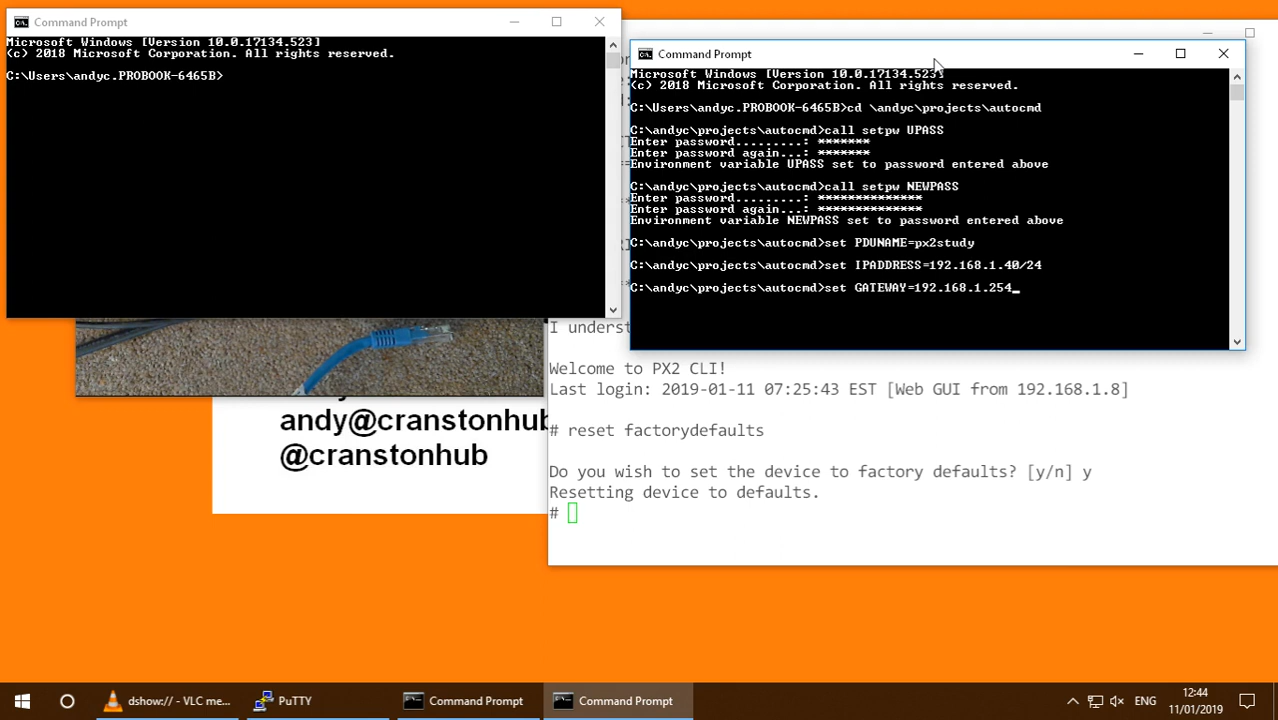 Command Prompt
Microsoft Windows [Version 10.0.17134.523]
(c) 2018 Microsoft Corporation. All rights reserved.
C:\Users\andyc.PROBOOK-6465B>
Command Prompt
Microsoft Windows [Version 10.0.17134.523]
(c) 2018 Microsoft Corporation. All rights reserved.
C:\Users\andyc.PROBOOK-6465B>cd \andyc\projects\autocmd
C:\andyc\projects\autocmd>call setpw UPASS
Enter password.........: *******
Enter password again...: *******
Environment variable UPASS set to password entered above
C:\andyc\projects\autocmd>call setpw NEWPASS
Enter password.........: **************
Enter password again...: **************
Environment variable NEWPASS set to password entered above
C:\andyc\projects\autocmd>set PDUNAME=px2study
C:\andyc\projects\autocmd>set IPADDRESS=192.168.1.40/24
C:\andyc\projects\autocmd>set GATEWAY=192.168.1.254_
I underst
Welcome to PX2 CLI!
Last login: 2019-01-11 07:25:43 EST [Web GUI from 192.168.1.8]
# reset factorydefaults
Do you wish to set the device to factory defaults? [y/n] y
Resetting device to defaults.
#
andy@cranstonhub
@cranstonhub
dshow:// - VLC me...
PuTTY
Command Prompt
Command Prompt
ENG
12:44
11/01/2019